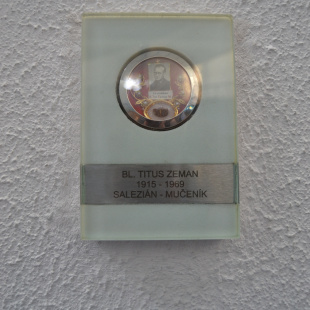 BL. TITUS ZEMAN
1915 - 1969
SALEZIÁN - MUČENÍK